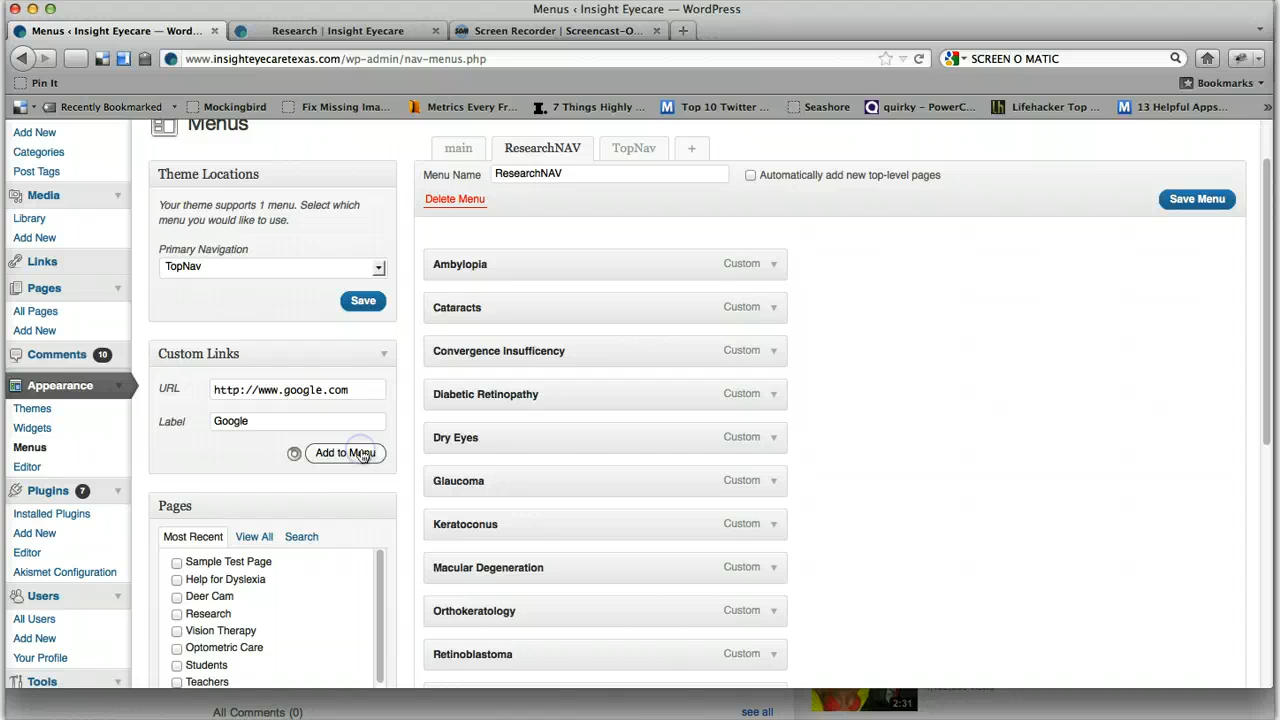 Menus ‹ Insight Eyecare — WordPress
Menus ‹ Insight Eyecare — Word...
Research | Insight Eyecare
Screen Recorder | Screencast-O...
www.insighteyecaretexas.com/wp-admin/nav-menus.php
SCREEN O MATIC
Pin It
Bookmarks
Recently Bookmarked
Mockingbird
Fix Missing Ima...
Metrics Every Fr...
7 Things Highly ...
Top 10 Twitter ...
Seashore
quirky – PowerC...
Lifehacker Top ...
13 Helpful Apps...
Add New
Categories
Post Tags
Media
Library
Add New
Links
Pages
All Pages
Add New
Comments 10
Appearance
Themes
Widgets
Menus
Editor
Plugins 7
Installed Plugins
Add New
Editor
Akismet Configuration
Users
All Users
Add New
Your Profile
Tools
Menus
Theme Locations
Your theme supports 1 menu. Select which
menu you would like to use.
Primary Navigation
TopNav
Save
Custom Links
URL http://www.google.com
Label Google
Add to Menu
Pages
Most Recent View All Search
Sample Test Page
Help for Dyslexia
Deer Cam
Research
Vision Therapy
Optometric Care
Students
Teachers
main ResearchNAV TopNav +
Menu Name ResearchNAV Automatically add new top-level pages
Delete Menu Save Menu
Ambylopia Custom
Cataracts Custom
Convergence Insufficency Custom
Diabetic Retinopathy Custom
Dry Eyes Custom
Glaucoma Custom
Keratoconus Custom
Macular Degeneration Custom
Orthokeratology Custom
Retinoblastoma Custom
All Comments (0) see all
2:31